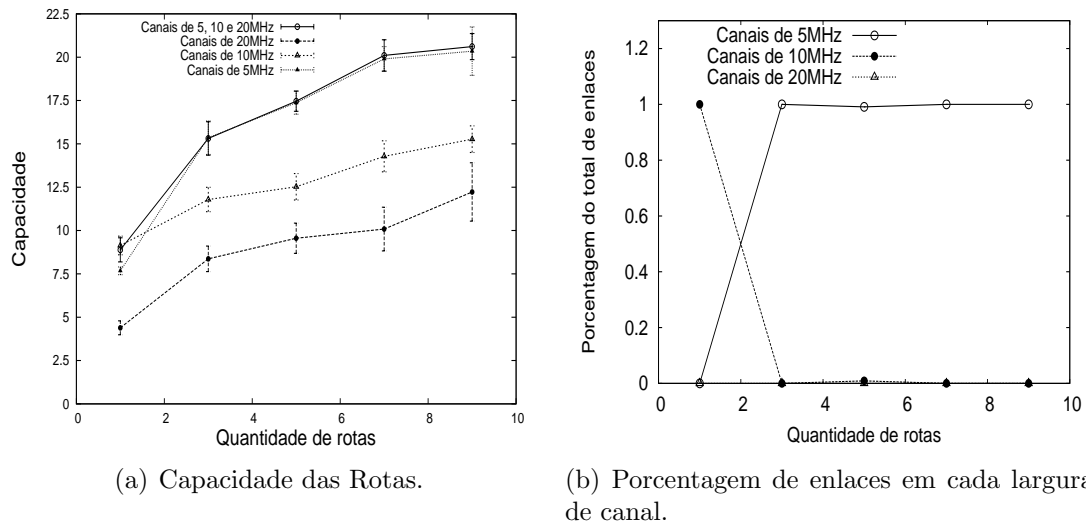 Canais de 5, 10 e 20MHz
Canais de 20MHz
Canais de 10MHz
Canais de 5MHz
22.5
20
17.5
15
12.5
10
7.5
5
2.5
0
Capacidade
0 2 4 6 8 10
Quantidade de rotas
(a) Capacidade das Rotas.
Canais de 5MHz
Canais de 10MHz
Canais de 20MHz
1.2
1
0.8
0.6
0.4
0.2
0
Porcentagem do total de enlaces
0 2 4 6 8 10
Quantidade de rotas
(b) Porcentagem de enlaces em cada largura
de canal.